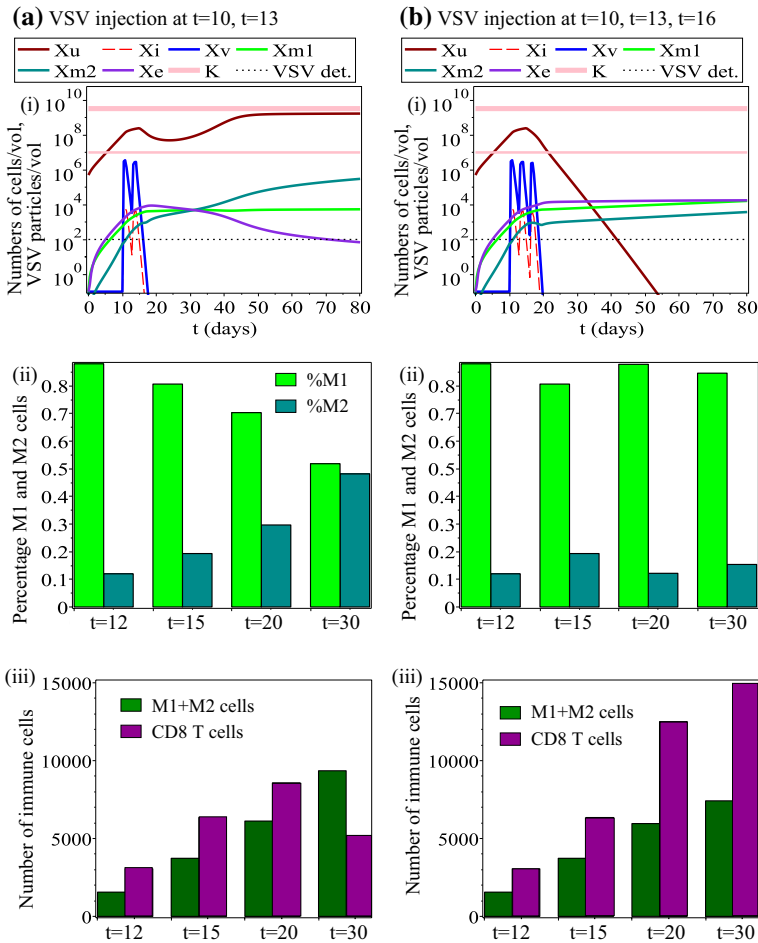 (a) VSV injection at t=10, t=13
Xu Xi Xv Xm1
Xm2 Xe K VSV det.
(i)
Numbers of cells/vol,
VSV particles/vol
10^10
10^8
10^6
10^4
10^2
10^0
0 10 20 30 40 50 60 70 80
t (days)
(b) VSV injection at t=10, t=13, t=16
Xu Xi Xv Xm1
Xm2 Xe K VSV det.
(i)
Numbers of cells/vol,
VSV particles/vol
10^10
10^8
10^6
10^4
10^2
10^0
0 10 20 30 40 50 60 70 80
t (days)
(ii)
Percentage M1 and M2 cells
%M1
%M2
0.8
0.7
0.6
0.5
0.4
0.3
0.2
0.1
0
t=12 t=15 t=20 t=30
(ii)
Percentage M1 and M2 cells
0.8
0.7
0.6
0.5
0.4
0.3
0.2
0.1
0
t=12 t=15 t=20 t=30
(iii)
Number of immune cells
M1+M2 cells
CD8 T cells
15000
10000
5000
0
t=12 t=15 t=20 t=30
(iii)
Number of immune cells
M1+M2 cells
CD8 T cells
15000
10000
5000
0
t=12 t=15 t=20 t=30